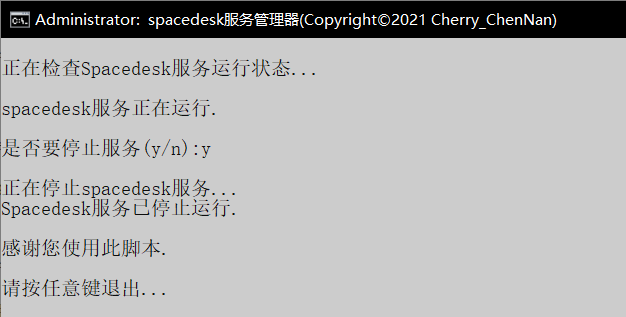 Administrator: spacedesk服务管理器(Copyright©2021 Cherry_ChenNan)
正在检查Spacedesk服务运行状态...
spacedesk服务正在运行.
是否要停止服务(y/n):y
正在停止spacedesk服务...
Spacedesk服务已停止运行.
感谢您使用此脚本.
请按任意键退出...